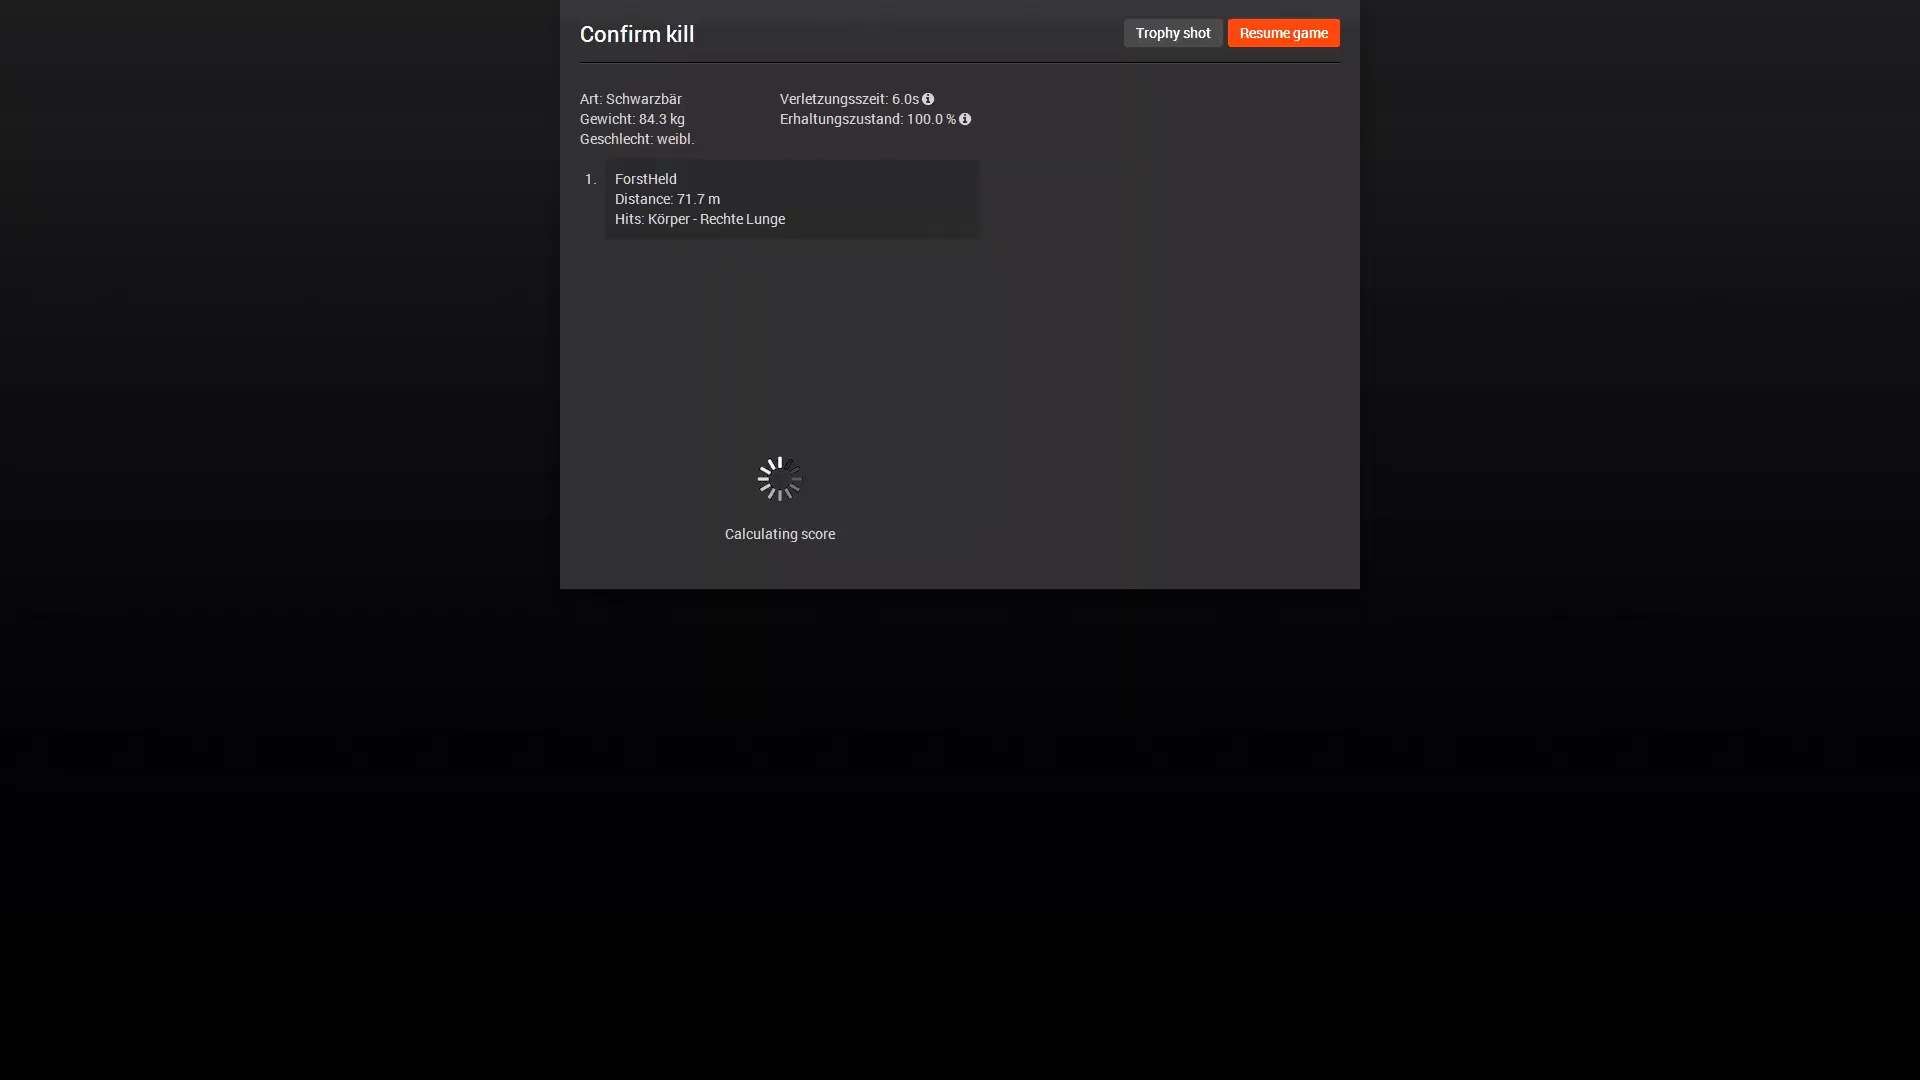 Confirm kill
Trophy shot
Resume game
Art: Schwarzbär
Gewicht: 84.3 kg
Geschlecht: weibl.
Verletzungsszeit: 6.0s
Erhaltungszustand: 100.0 %
1.
ForstHeld
Distance: 71.7 m
Hits: Körper - Rechte Lunge
Calculating score